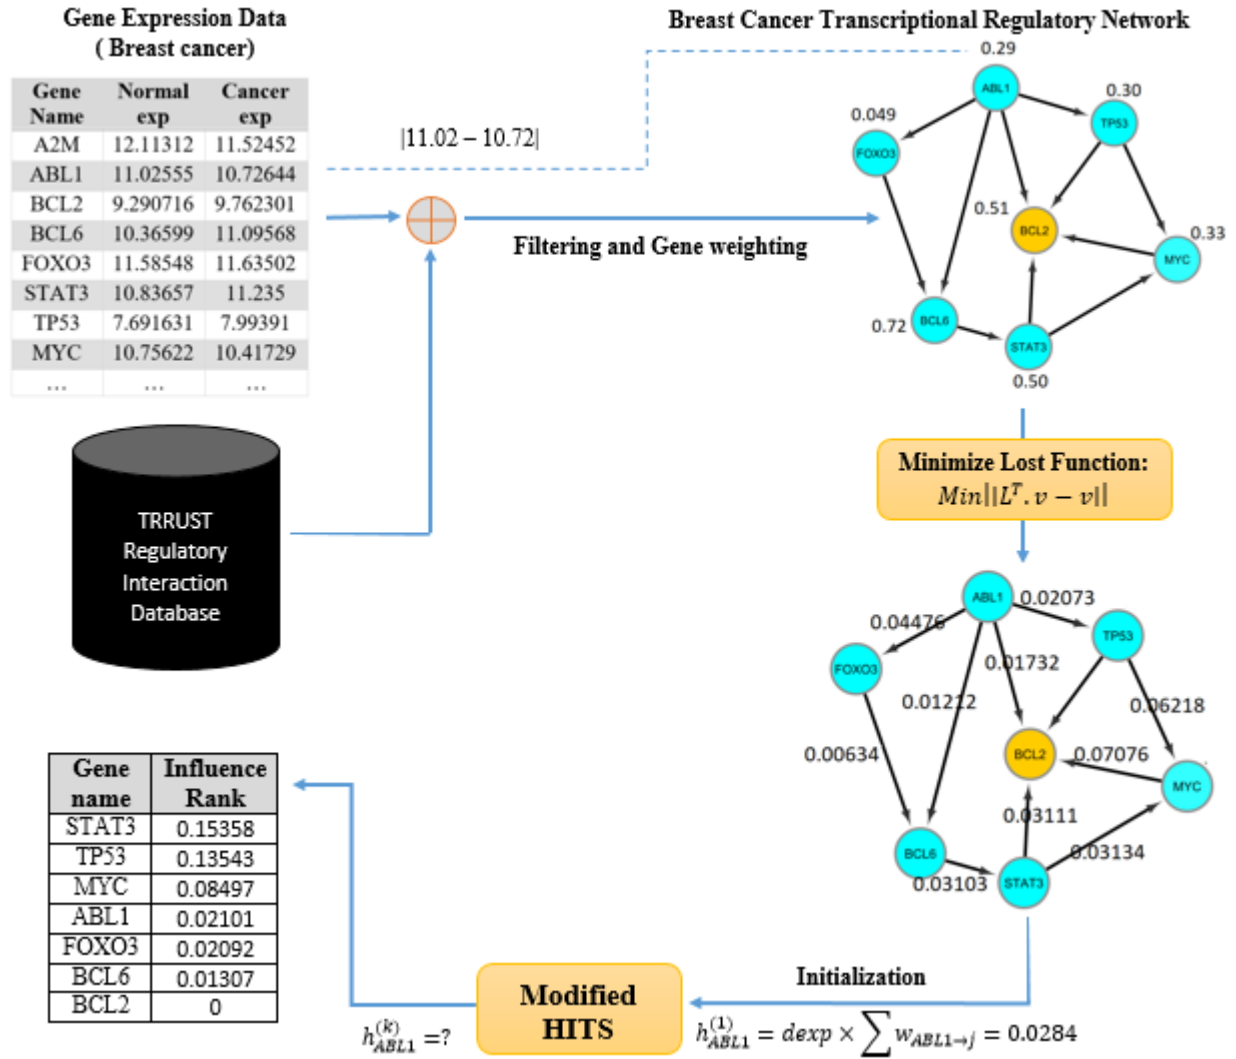 Gene Expression Data
( Breast cancer)
Gene Name Normal exp Cancer exp
A2M 12.11312 11.52452
ABL1 11.02555 10.72644
BCL2 9.290716 9.762301
BCL6 10.36599 11.09568
FOXO3 11.58548 11.63502
STAT3 10.83657 11.235
TP53 7.691631 7.99391
MYC 10.75622 10.41729
... ... ...
TRRUST
Regulatory
Interaction
Database
|11.02 – 10.72|
Filtering and Gene weighting
Breast Cancer Transcriptional Regulatory Network
0.29
ABL1
0.30
TP53
0.049
FOXO3
0.51
BCL2
0.33
MYC
0.72
BCL6
STAT3
0.50
Minimize Lost Function:
Min||L^T . v − v||
ABL1
0.02073
TP53
0.04476
FOXO3
0.01732
0.01212
0.06218
0.00634
BCL2
0.07076
MYC
0.03111
BCL6
0.03134
0.03103
STAT3
Initialization
h_{ABL1}^{(1)} = dexp × ∑ w_{ABL1→j} = 0.0284
Modified
HITS
h_{ABL1}^{(k)} =?
Gene name Influence Rank
STAT3 0.15358
TP53 0.13543
MYC 0.08497
ABL1 0.02101
FOXO3 0.02092
BCL6 0.01307
BCL2 0